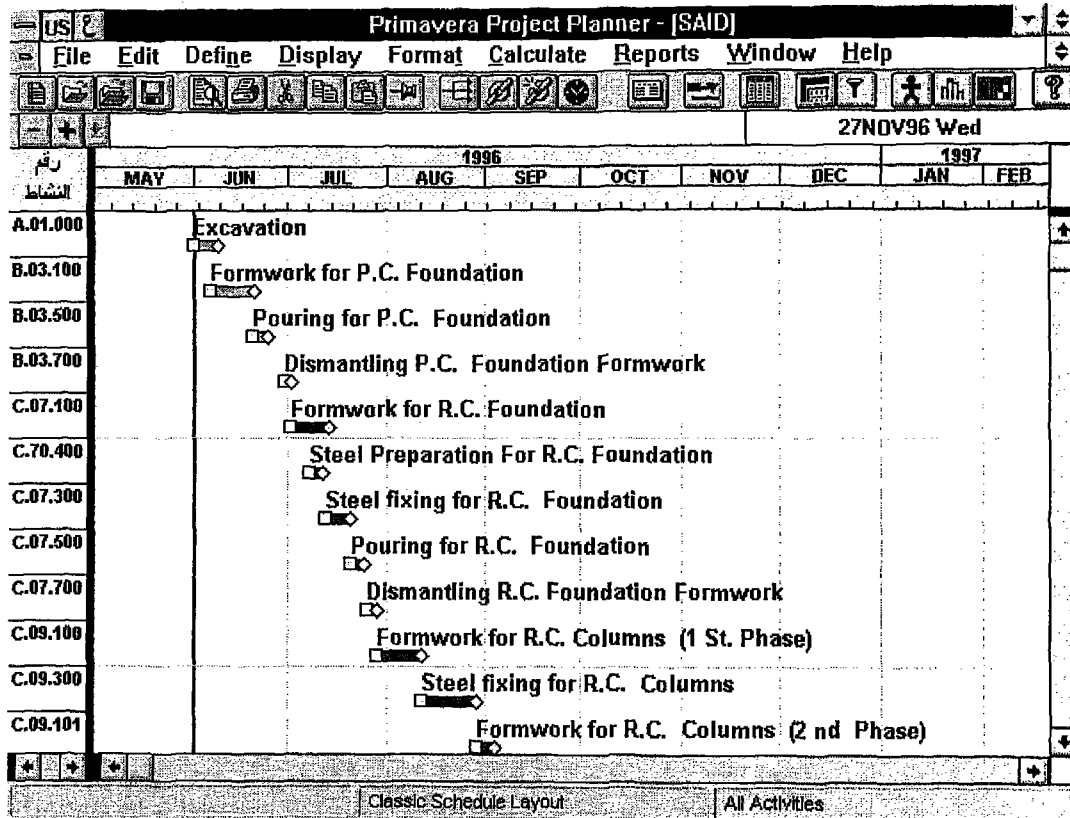 US ع Primavera Project Planner - [SAID]
File Edit Define Display Format Calculate Reports Window Help
27NOV96 Wed
رقم
النشاط
1996 1997
MAY JUN JUL AUG SEP OCT NOV DEC JAN FEB
A.01.000 Excavation
B.03.100 Formwork for P.C. Foundation
B.03.500 Pouring for P.C. Foundation
B.03.700 Dismantling P.C. Foundation Formwork
C.07.100 Formwork for R.C. Foundation
C.70.400 Steel Preparation For R.C. Foundation
C.07.300 Steel fixing for R.C. Foundation
C.07.500 Pouring for R.C. Foundation
C.07.700 Dismantling R.C. Foundation Formwork
C.09.100 Formwork for R.C. Columns (1 St. Phase)
C.09.300 Steel fixing for R.C. Columns
C.09.101 Formwork for R.C. Columns (2 nd Phase)
Classic Schedule Layout All Activities